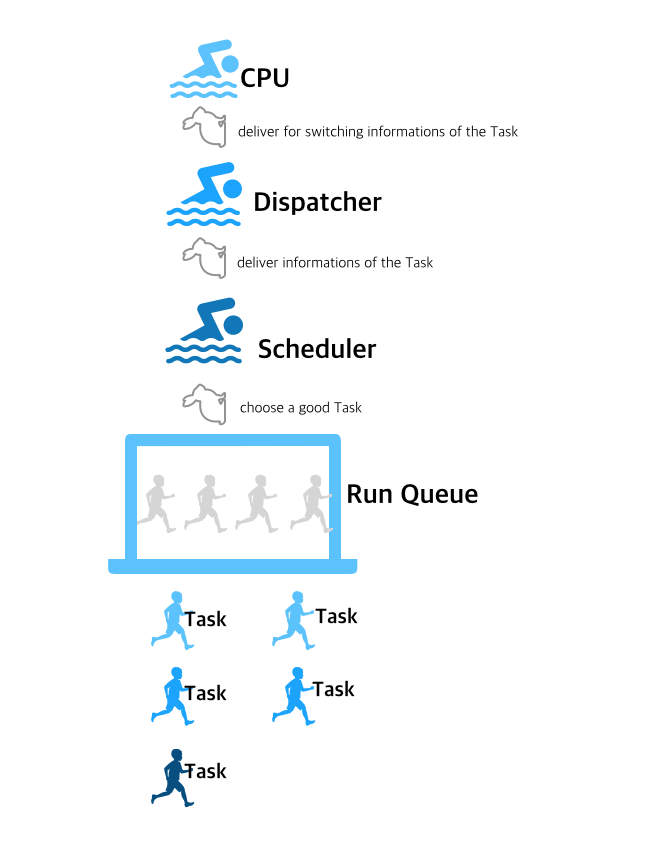 CPU
deliver for switching informations of the Task
Dispatcher
deliver informations of the Task
Scheduler
choose a good Task
Run Queue
Task
Task
Task
Task
Task